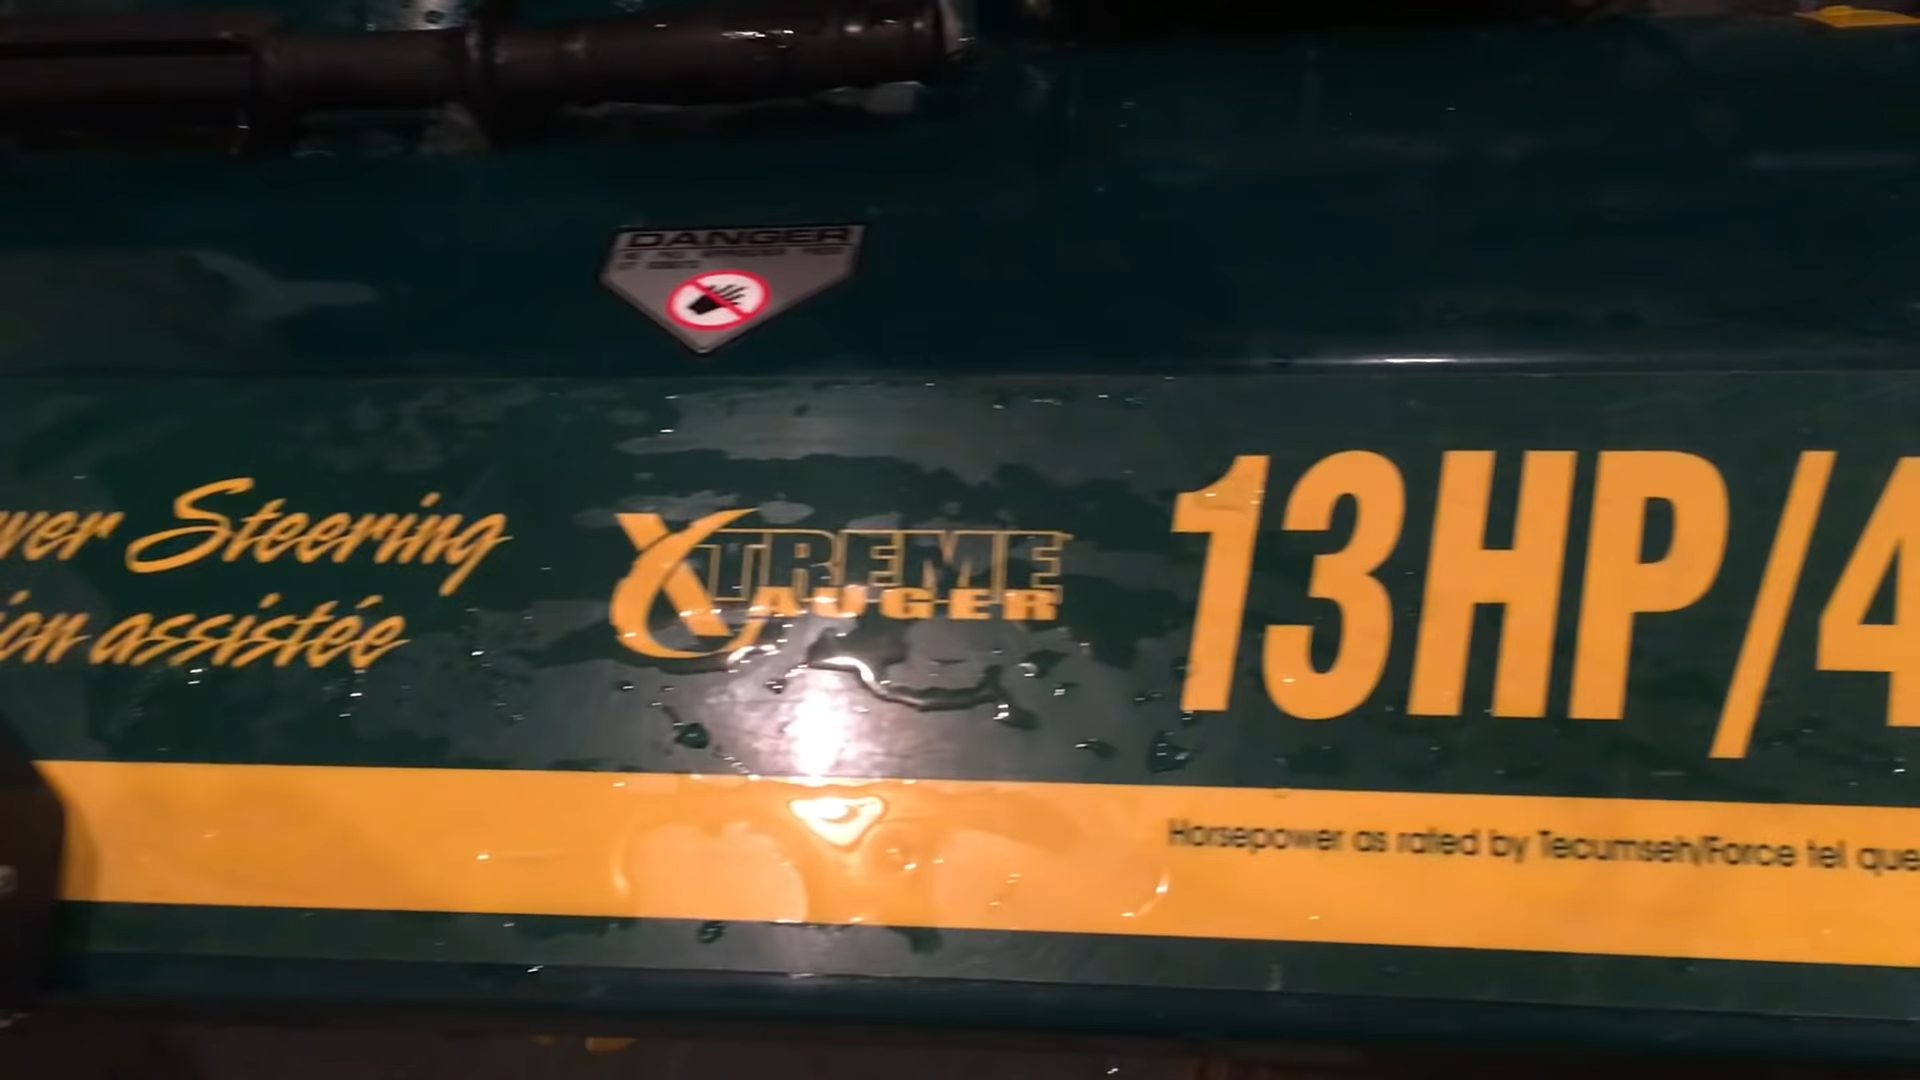 DANGER
wer Steering
ion assistée
XTREME
AUGER
13HP/4
Horsepower as rated by Tecumseh/Force tel que